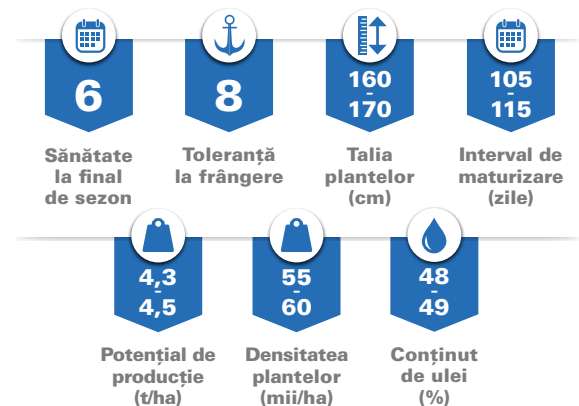 6
Sănătate
la final
de sezon
8
Toleranță
la frângere
160
-
170
Talia
plantelor
(cm)
105
-
115
Interval de
maturizare
(zile)
4,3
-
4,5
Potențial de
producție
(t/ha)
55
-
60
Densitatea
plantelor
(mii/ha)
48
-
49
Conținut
de ulei
(%)